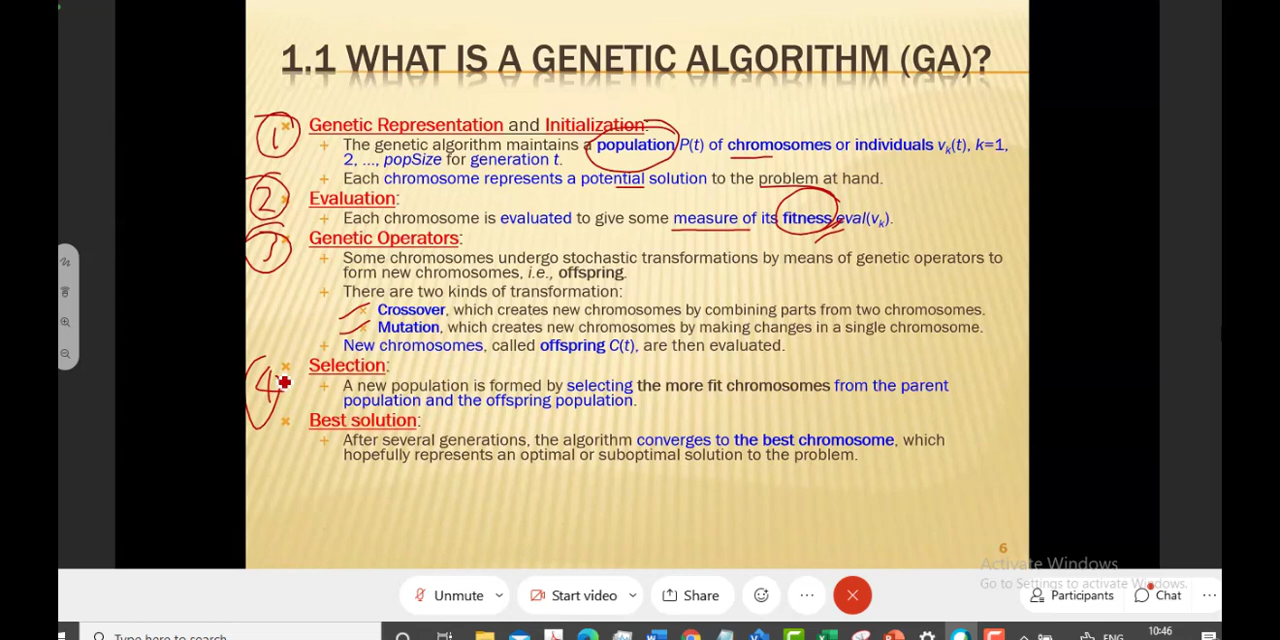 1.1 WHAT IS A GENETIC ALGORITHM (GA)?
1
Genetic Representation and Initialization:
The genetic algorithm maintains a population P(t) of chromosomes or individuals vk(t), k=1,
2, ..., popSize for generation t.
Each chromosome represents a potential solution to the problem at hand.
2
Evaluation:
Each chromosome is evaluated to give some measure of its fitness eval(vk).
3
Genetic Operators:
Some chromosomes undergo stochastic transformations by means of genetic operators to
form new chromosomes, i.e., offspring.
There are two kinds of transformation:
Crossover, which creates new chromosomes by combining parts from two chromosomes.
Mutation, which creates new chromosomes by making changes in a single chromosome.
New chromosomes, called offspring C(t), are then evaluated.
4
Selection:
A new population is formed by selecting the more fit chromosomes from the parent
population and the offspring population.
Best solution:
After several generations, the algorithm converges to the best chromosome, which
hopefully represents an optimal or suboptimal solution to the problem.
6
Activate Windows
Go to Settings to activate Windows.
Unmute
Start video
Share
Participants
Chat
Type here to search
ENG
10:46